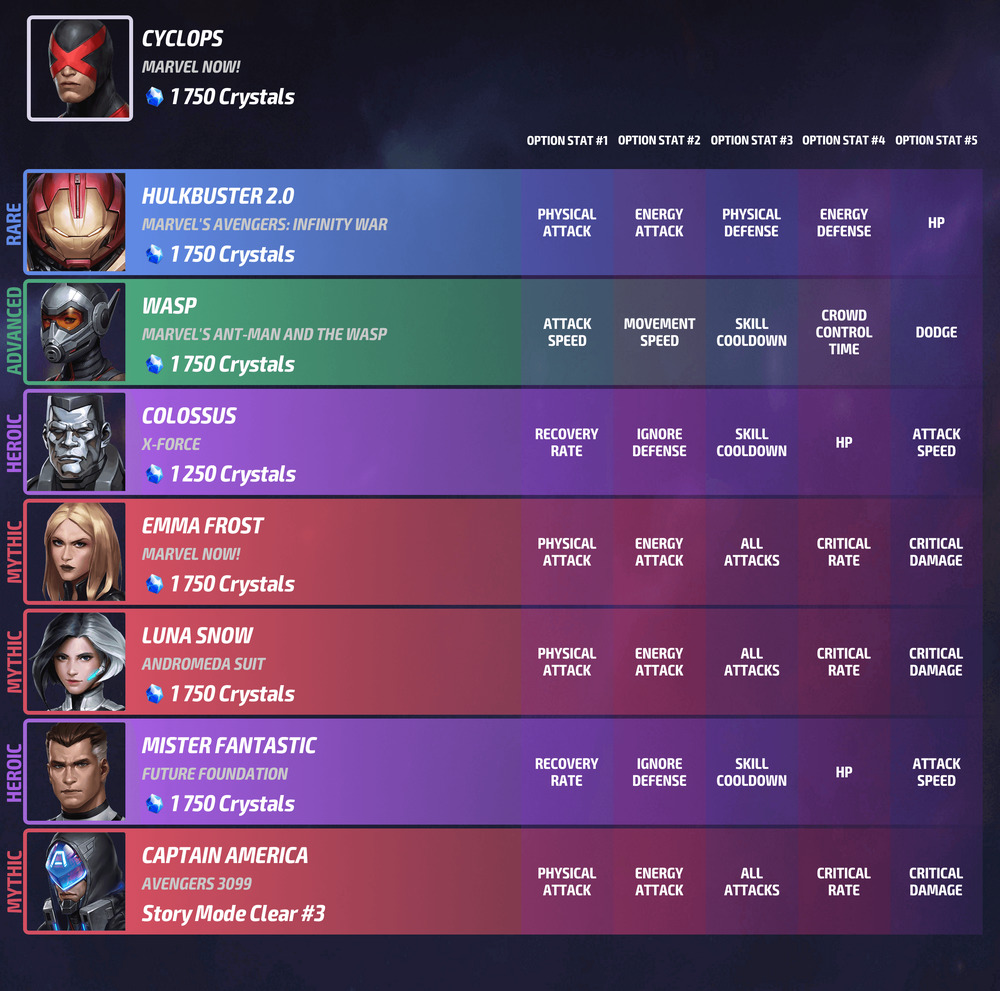 CYCLOPS
MARVEL NOW!
1 750 Crystals
OPTION STAT #1 OPTION STAT #2 OPTION STAT #3 OPTION STAT #4 OPTION STAT #5
RARE
HULKBUSTER 2.0
MARVEL'S AVENGERS: INFINITY WAR
1 750 Crystals
PHYSICAL
ATTACK
ENERGY
ATTACK
PHYSICAL
DEFENSE
ENERGY
DEFENSE
HP
ADVANCED
WASP
MARVEL'S ANT-MAN AND THE WASP
1 750 Crystals
ATTACK
SPEED
MOVEMENT
SPEED
SKILL
COOLDOWN
CROWD
CONTROL
TIME
DODGE
HEROIC
COLOSSUS
X-FORCE
1 250 Crystals
RECOVERY
RATE
IGNORE
DEFENSE
SKILL
COOLDOWN
HP
ATTACK
SPEED
MYTHIC
EMMA FROST
MARVEL NOW!
1 750 Crystals
PHYSICAL
ATTACK
ENERGY
ATTACK
ALL
ATTACKS
CRITICAL
RATE
CRITICAL
DAMAGE
MYTHIC
LUNA SNOW
ANDROMEDA SUIT
1 750 Crystals
PHYSICAL
ATTACK
ENERGY
ATTACK
ALL
ATTACKS
CRITICAL
RATE
CRITICAL
DAMAGE
HEROIC
MISTER FANTASTIC
FUTURE FOUNDATION
1 750 Crystals
RECOVERY
RATE
IGNORE
DEFENSE
SKILL
COOLDOWN
HP
ATTACK
SPEED
MYTHIC
CAPTAIN AMERICA
AVENGERS 3099
Story Mode Clear #3
PHYSICAL
ATTACK
ENERGY
ATTACK
ALL
ATTACKS
CRITICAL
RATE
CRITICAL
DAMAGE